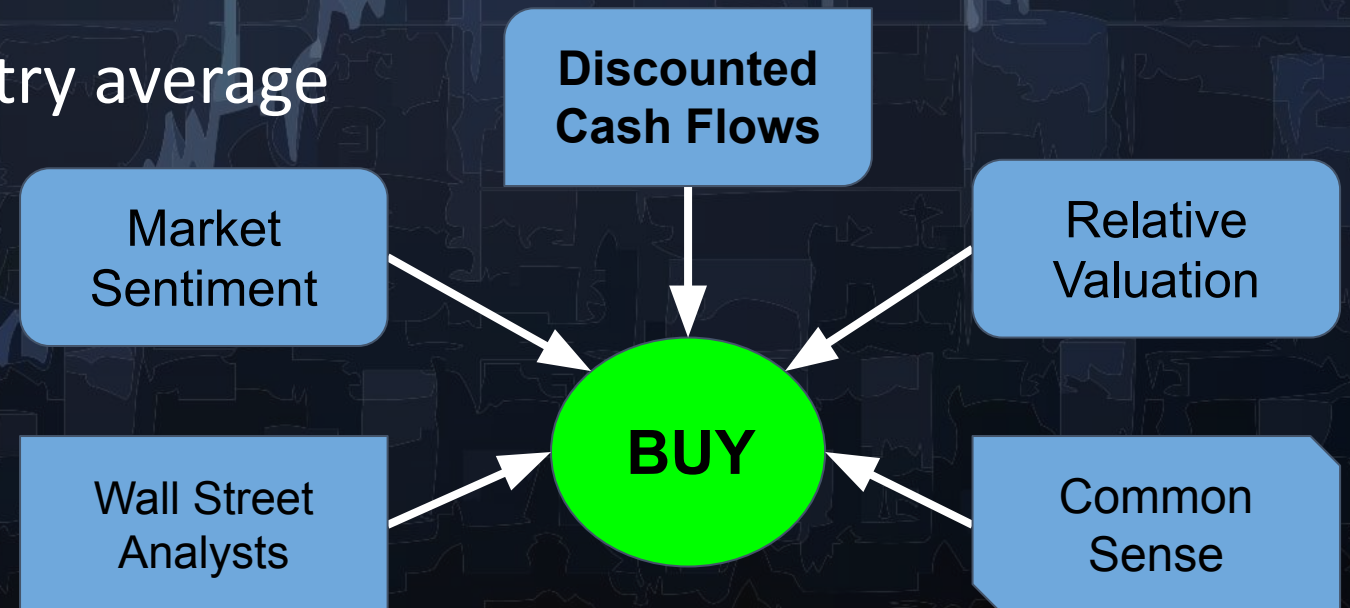 try average
Discounted
Cash Flows
Market
Sentiment
Relative
Valuation
BUY
Wall Street
Analysts
Common
Sense